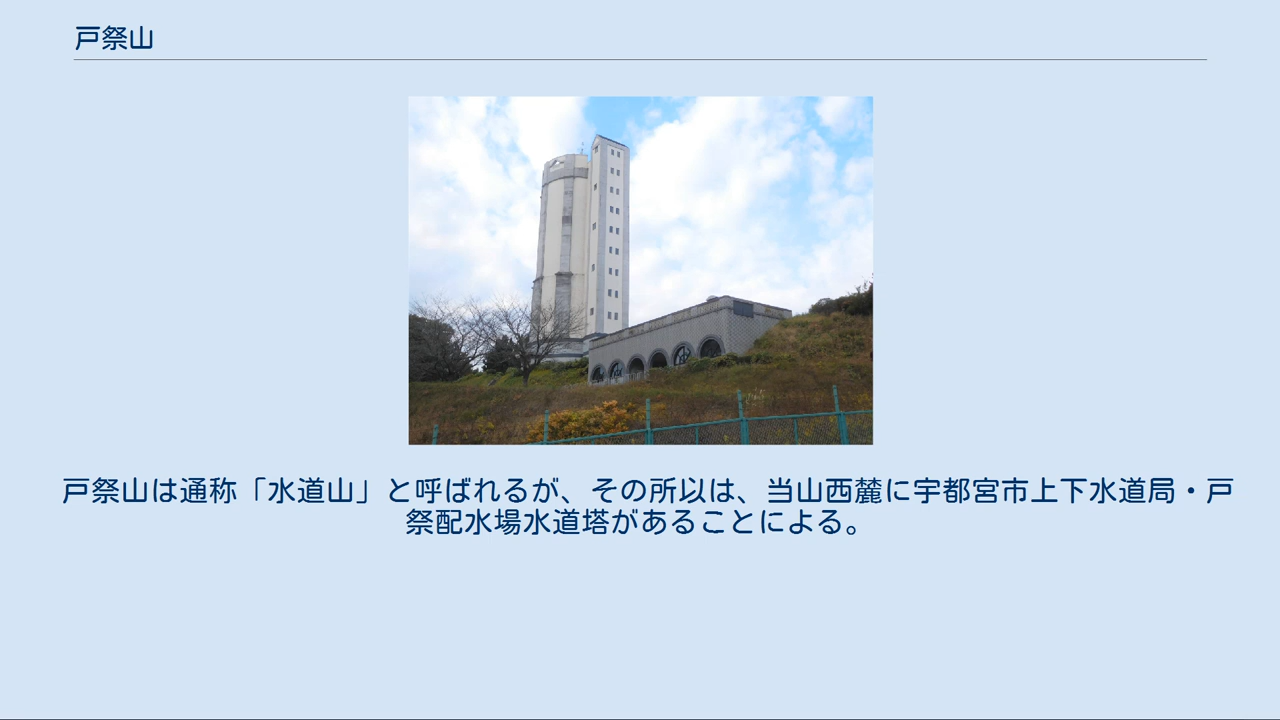 戸祭山
戸祭山は通称「水道山」と呼ばれるが、その所以は、当山西麓に宇都宮市上下水道局・戸
祭配水場水道塔があることによる。